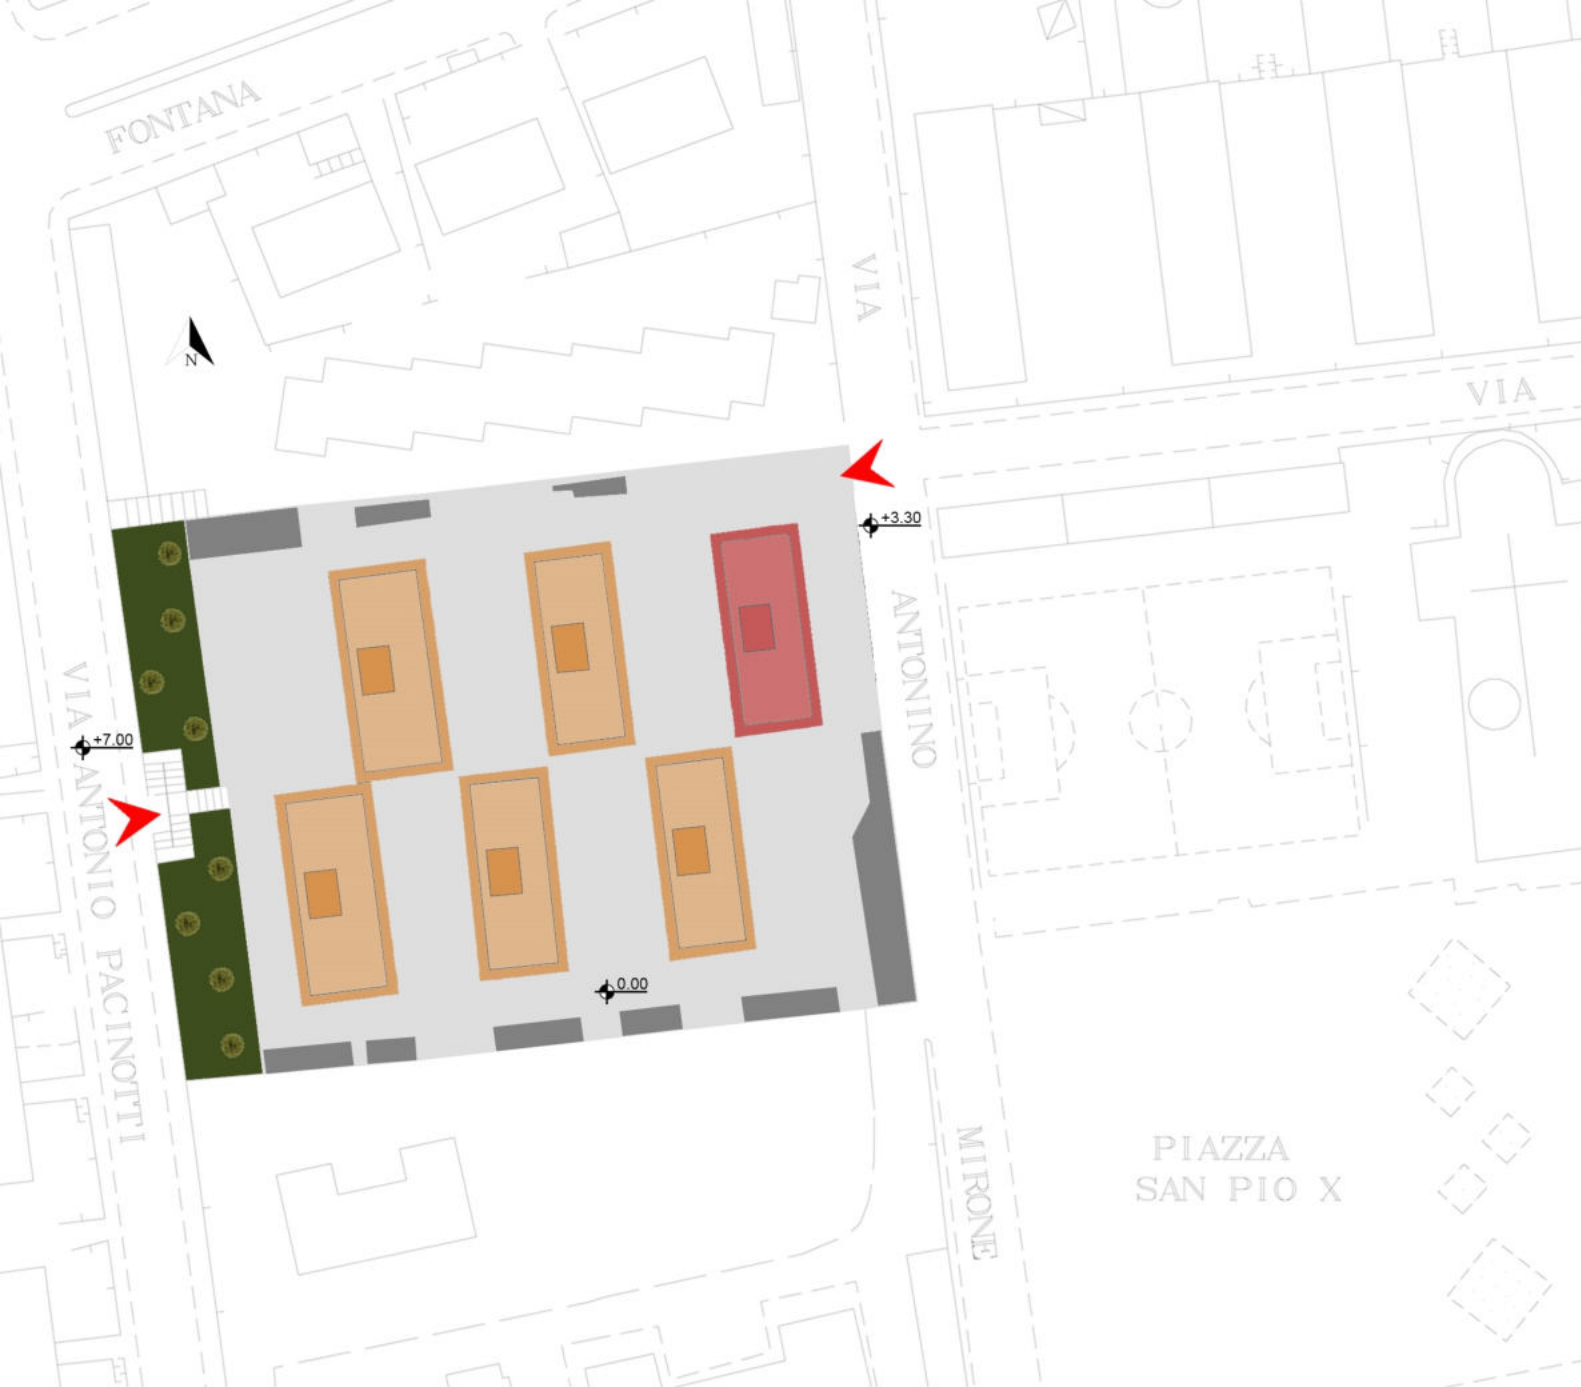 FONTANA
VIA
N
VIA
+3.30
ANTONINO
VIA ANTONIO PACINOTTI
+7.00
0.00
MIRONE
PIAZZA
SAN PIO X